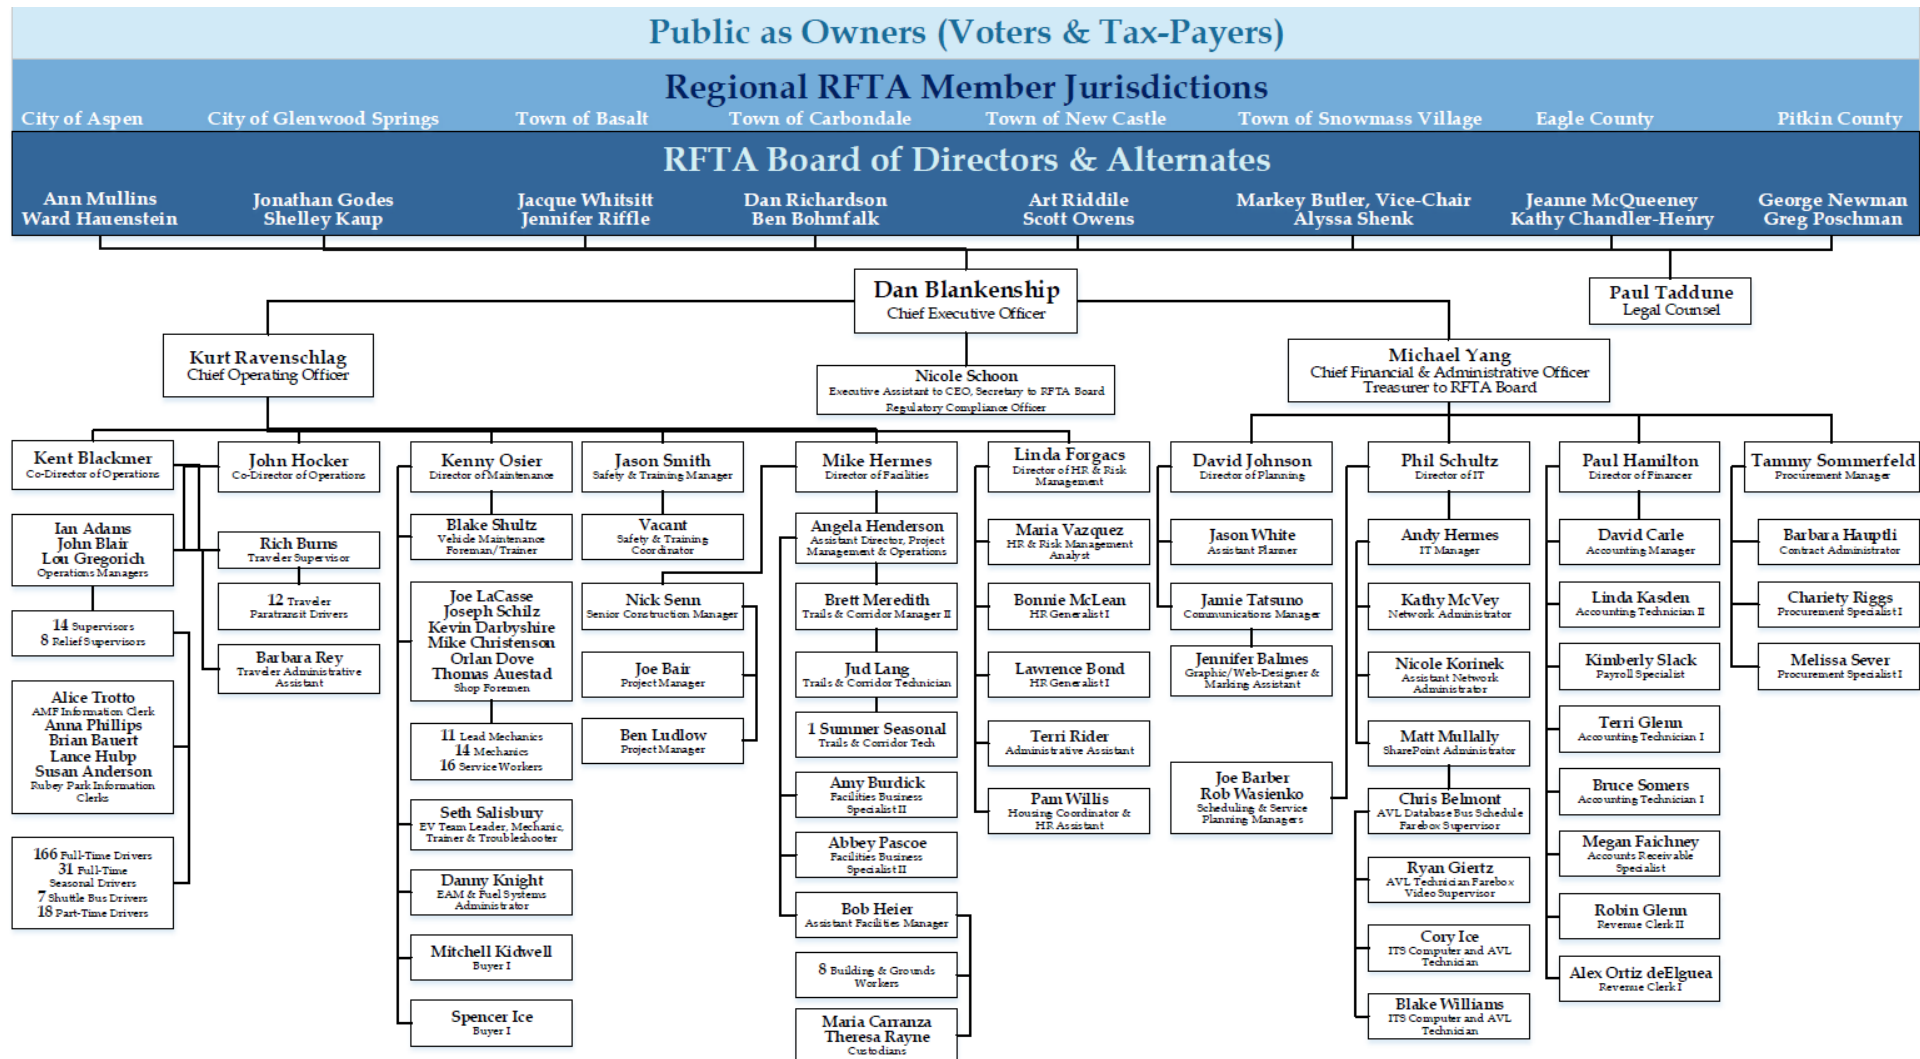 Public as Owners (Voters & Tax-Payers)
Regional RFTA Member Jurisdictions
City of Aspen
City of Glenwood Springs
Town of Basalt
Town of Carbondale
Town of New Castle
Town of Snowmass Village
Eagle County
Pitkin County
RFTA Board of Directors & Alternates
Ann Mullins
Ward Hauenstein
Jonathan Godes
Shelley Kaup
Jacque Whitsitt
Jennifer Riffle
Dan Richardson
Ben Bohmfalk
Art Riddile
Scott Owens
Markey Butler, Vice-Chair
Alyssa Shenk
Jeanne McQueeney
Kathy Chandler-Henry
George Newman
Greg Poschman
Dan Blankenship
Chief Executive Officer
Paul Taddune
Legal Counsel
Kurt Ravenschlag
Chief Operating Officer
Nicole Schoon
Executive Assistant to CEO, Secretary to RFTA Board
Regulatory Compliance Officer
Michael Yang
Chief Financial & Administrative Officer
Treasurer to RFTA Board
Kent Blackmer
Co-Director of Operations
Ian Adams
John Blair
Lou Gregorich
Operations Managers
14 Supervisors
8 Relief Supervisors
Alice Trotto
AMF Information Clerk
Anna Phillips
Brian Bauert
Lance Hubp
Susan Anderson
Rubey Park Information
Clerks
166 Full-Time Drivers
31 Full-Time
Seasonal Drivers
7 Shuttle Bus Drivers
18 Part-Time Drivers
John Hocker
Co-Director of Operations
Rich Burns
Traveler Supervisor
12 Traveler
Paratransit Drivers
Barbara Rey
Traveler Administrative
Assistant
Kenny Osier
Director of Maintenance
Blake Shultz
Vehicle Maintenance
Foreman/Trainer
Joe LaCasse
Joseph Schilz
Kevin Darbyshire
Mike Christenson
Orlan Dove
Thomas Auestad
Shop Foremen
11 Lead Mechanics
14 Mechanics
16 Service Workers
Seth Salisbury
EV Team Leader, Mechanic,
Trainer & Troubleshooter
Danny Knight
EAM & Fuel Systems
Administrator
Mitchell Kidwell
Buyer I
Spencer Ice
Buyer I
Jason Smith
Safety & Training Manager
Vacant
Safety & Training
Coordinator
Nick Senn
Senior Construction Manager
Joe Bair
Project Manager
Ben Ludlow
Project Manager
Mike Hermes
Director of Facilities
Angela Henderson
Assistant Director, Project
Management & Operations
Brett Meredith
Trails & Corridor Manager II
Jud Lang
Trails & Corridor Technician
1 Summer Seasonal
Trails & Corridor Tech
Amy Burdick
Facilities Business
Specialist II
Abbey Pascoe
Facilities Business
Specialist II
Bob Heier
Assistant Facilities Manager
8 Building & Grounds
Workers
Maria Carranza
Theresa Rayne
Custodians
Linda Forgacs
Director of HR & Risk
Management
Maria Vazquez
HR & Risk Management
Analyst
Bonnie McLean
HR Generalist I
Lawrence Bond
HR Generalist I
Terri Rider
Administrative Assistant
Pam Willis
Housing Coordinator &
HR Assistant
David Johnson
Director of Planning
Jason White
Assistant Planner
Jamie Tatsuno
Communications Manager
Jennifer Balmes
Graphic/Web-Designer &
Marking Assistant
Joe Barber
Rob Wasienko
Scheduling & Service
Planning Managers
Phil Schultz
Director of IT
Andy Hermes
IT Manager
Kathy McVey
Network Administrator
Nicole Korinek
Assistant Network
Administrator
Matt Mullally
SharePoint Administrator
Chris Belmont
AVL Database Bus Schedule
Farebox Supervisor
Ryan Giertz
AVL Technician Farebox
Video Supervisor
Cory Ice
ITS Computer and AVL
Technician
Blake Williams
ITS Computer and AVL
Technician
Paul Hamilton
Director of Financer
David Carle
Accounting Manager
Linda Kasden
Accounting Technician II
Kimberly Slack
Payroll Specialist
Terri Glenn
Accounting Technician I
Bruce Somers
Accounting Technician I
Megan Faichney
Accounts Receivable
Specialist
Robin Glenn
Revenue Clerk II
Alex Ortiz deElguea
Revenue Clerk I
Tammy Sommerfeld
Procurement Manager
Barbara Hauptli
Contract Administrator
Chariety Riggs
Procurement Specialist I
Melissa Sever
Procurement Specialist I